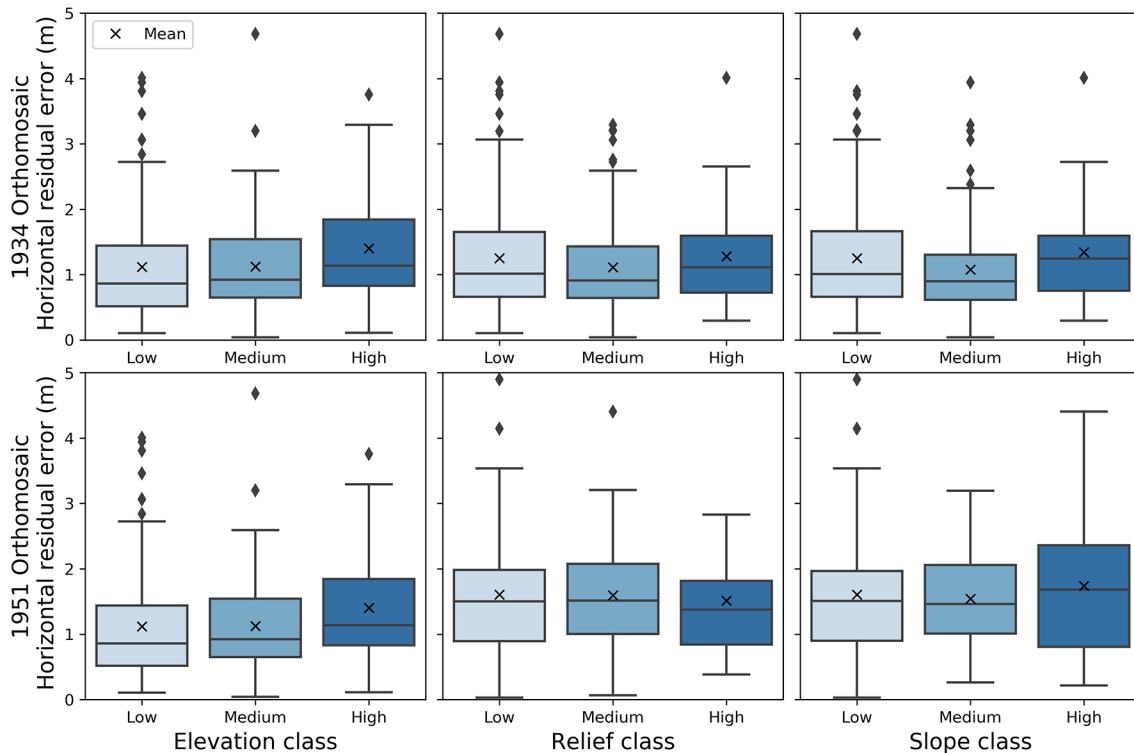 1934 Orthomosaic
Horizontal residual error (m)
5
4
3
2
1
0
Mean
Low Medium High
Low Medium High
Low Medium High
1951 Orthomosaic
Horizontal residual error (m)
5
4
3
2
1
0
Low Medium High
Low Medium High
Low Medium High
Elevation class
Relief class
Slope class